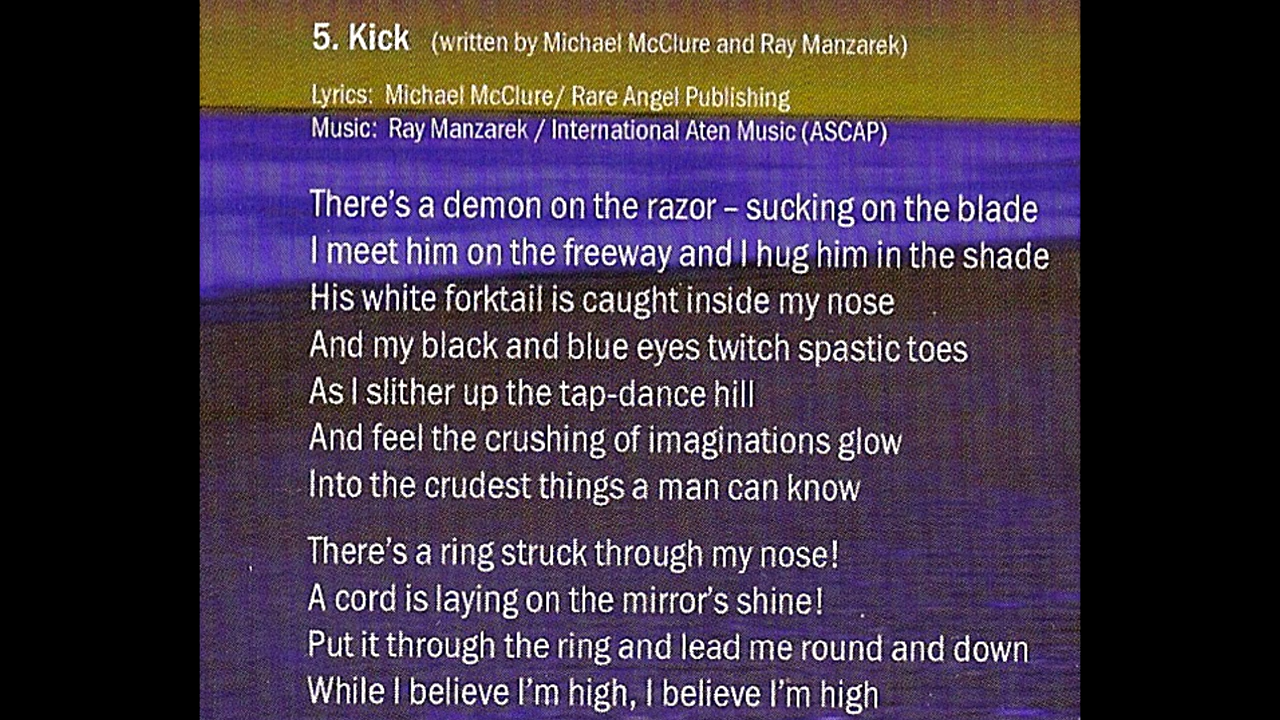 5. Kick (written by Michael McClure and Ray Manzarek)
Lyrics: Michael McClure/ Rare Angel Publishing
Music: Ray Manzarek / International Aten Music (ASCAP)
There's a demon on the razor – sucking on the blade
I meet him on the freeway and I hug him in the shade
His white forktail is caught inside my nose
And my black and blue eyes twitch spastic toes
As I slither up the tap-dance hill
And feel the crushing of imaginations glow
Into the crudest things a man can know
There's a ring struck through my nose!
A cord is laying on the mirror's shine!
Put it through the ring and lead me round and down
While I believe I'm high, I believe I'm high